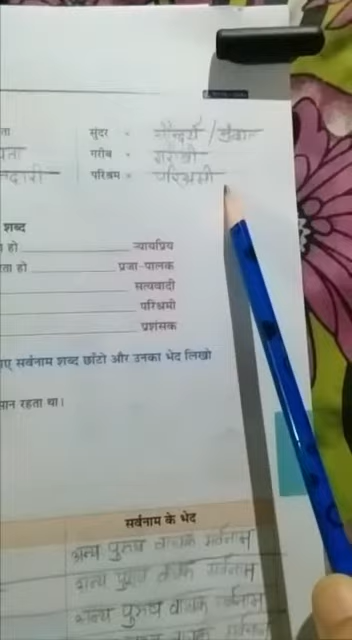 ता सुंदर = सौन्दर्य /
यता गरीब = गरीबी
नदारी परिश्रम = परिश्रमी
शब्द
हो न्यायप्रिय
ता हो प्रजा-पालक
सत्यवादी
परिश्रमी
प्रशंसक
ए सर्वनाम शब्द छाँटो और उनका भेद लिखो
मान रहता था।
सर्वनाम के भेद
अन्य पुरुष वाचक सर्वनाम
अन्य पुरुष वाचक सर्वनाम
अन्य पुरुष वाचक सर्वनाम